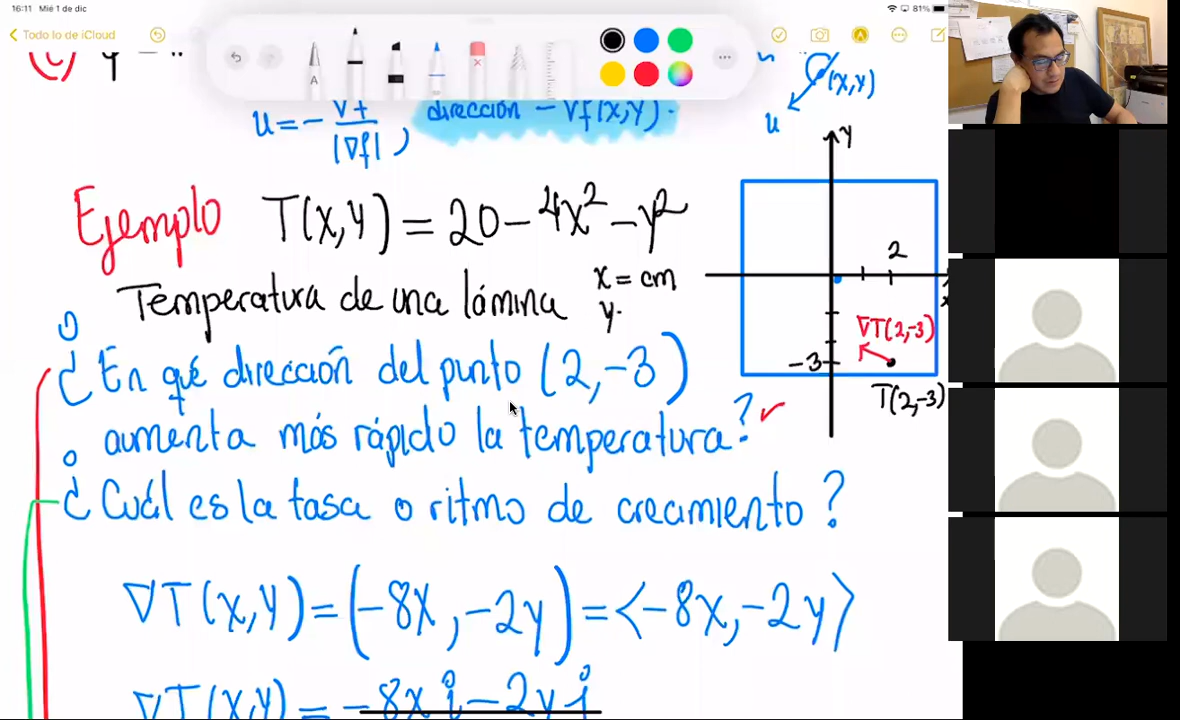 16:11 Mié 1 de dic
81%
Todo lo de iCloud
A
(x,y)
u
u = - ∇f / |∇f| , dirección - ∇f(x,y).
Ejemplo T(x,y) = 20 - 4x² - y²
Temperatura de una lámina
x = cm
y.
¿En qué dirección del punto (2,-3)
aumenta más rápido la temperatura?
¿Cuál es la tasa o ritmo de crecimiento?
∇T(x,y) = (-8x, -2y) = <-8x, -2y>
∇T(x,y) = -8x i - 2y j
y
2
∇T(2,-3)
-3
T(2,-3)